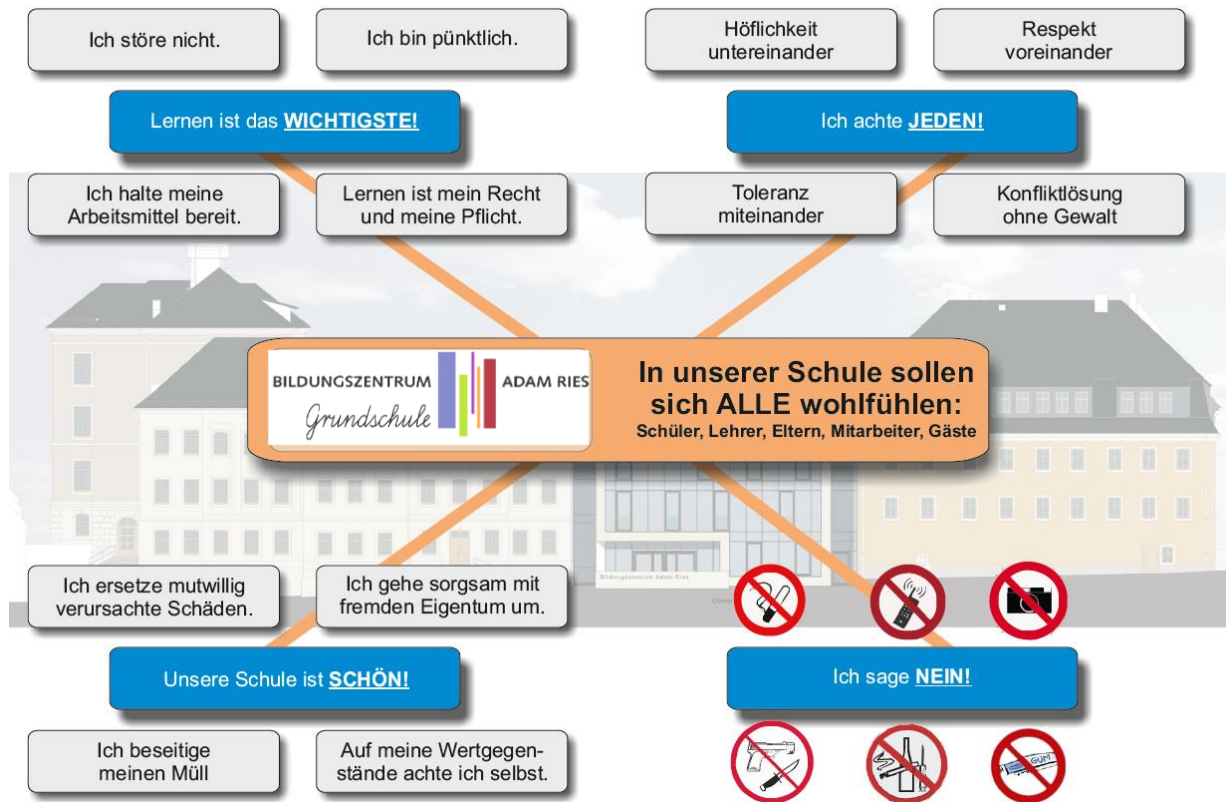 Ich störe nicht.
Ich bin pünktlich.
Lernen ist das WICHTIGSTE!
Ich halte meine
Arbeitsmittel bereit.
Lernen ist mein Recht
und meine Pflicht.
Höflichkeit
untereinander
Respekt
voreinander
Ich achte JEDEN!
Toleranz
miteinander
Konfliktlösung
ohne Gewalt
BILDUNGSZENTRUM
Grundschule
ADAM RIES
In unserer Schule sollen
sich ALLE wohlfühlen:
Schüler, Lehrer, Eltern, Mitarbeiter, Gäste
Bildungszentrum Adam Ries
Ich ersetze mutwillig
verursachte Schäden.
Ich gehe sorgsam mit
fremden Eigentum um.
Unsere Schule ist SCHÖN!
Ich beseitige
meinen Müll
Auf meine Wertgegen-
stände achte ich selbst.
Ich sage NEIN!
GUM